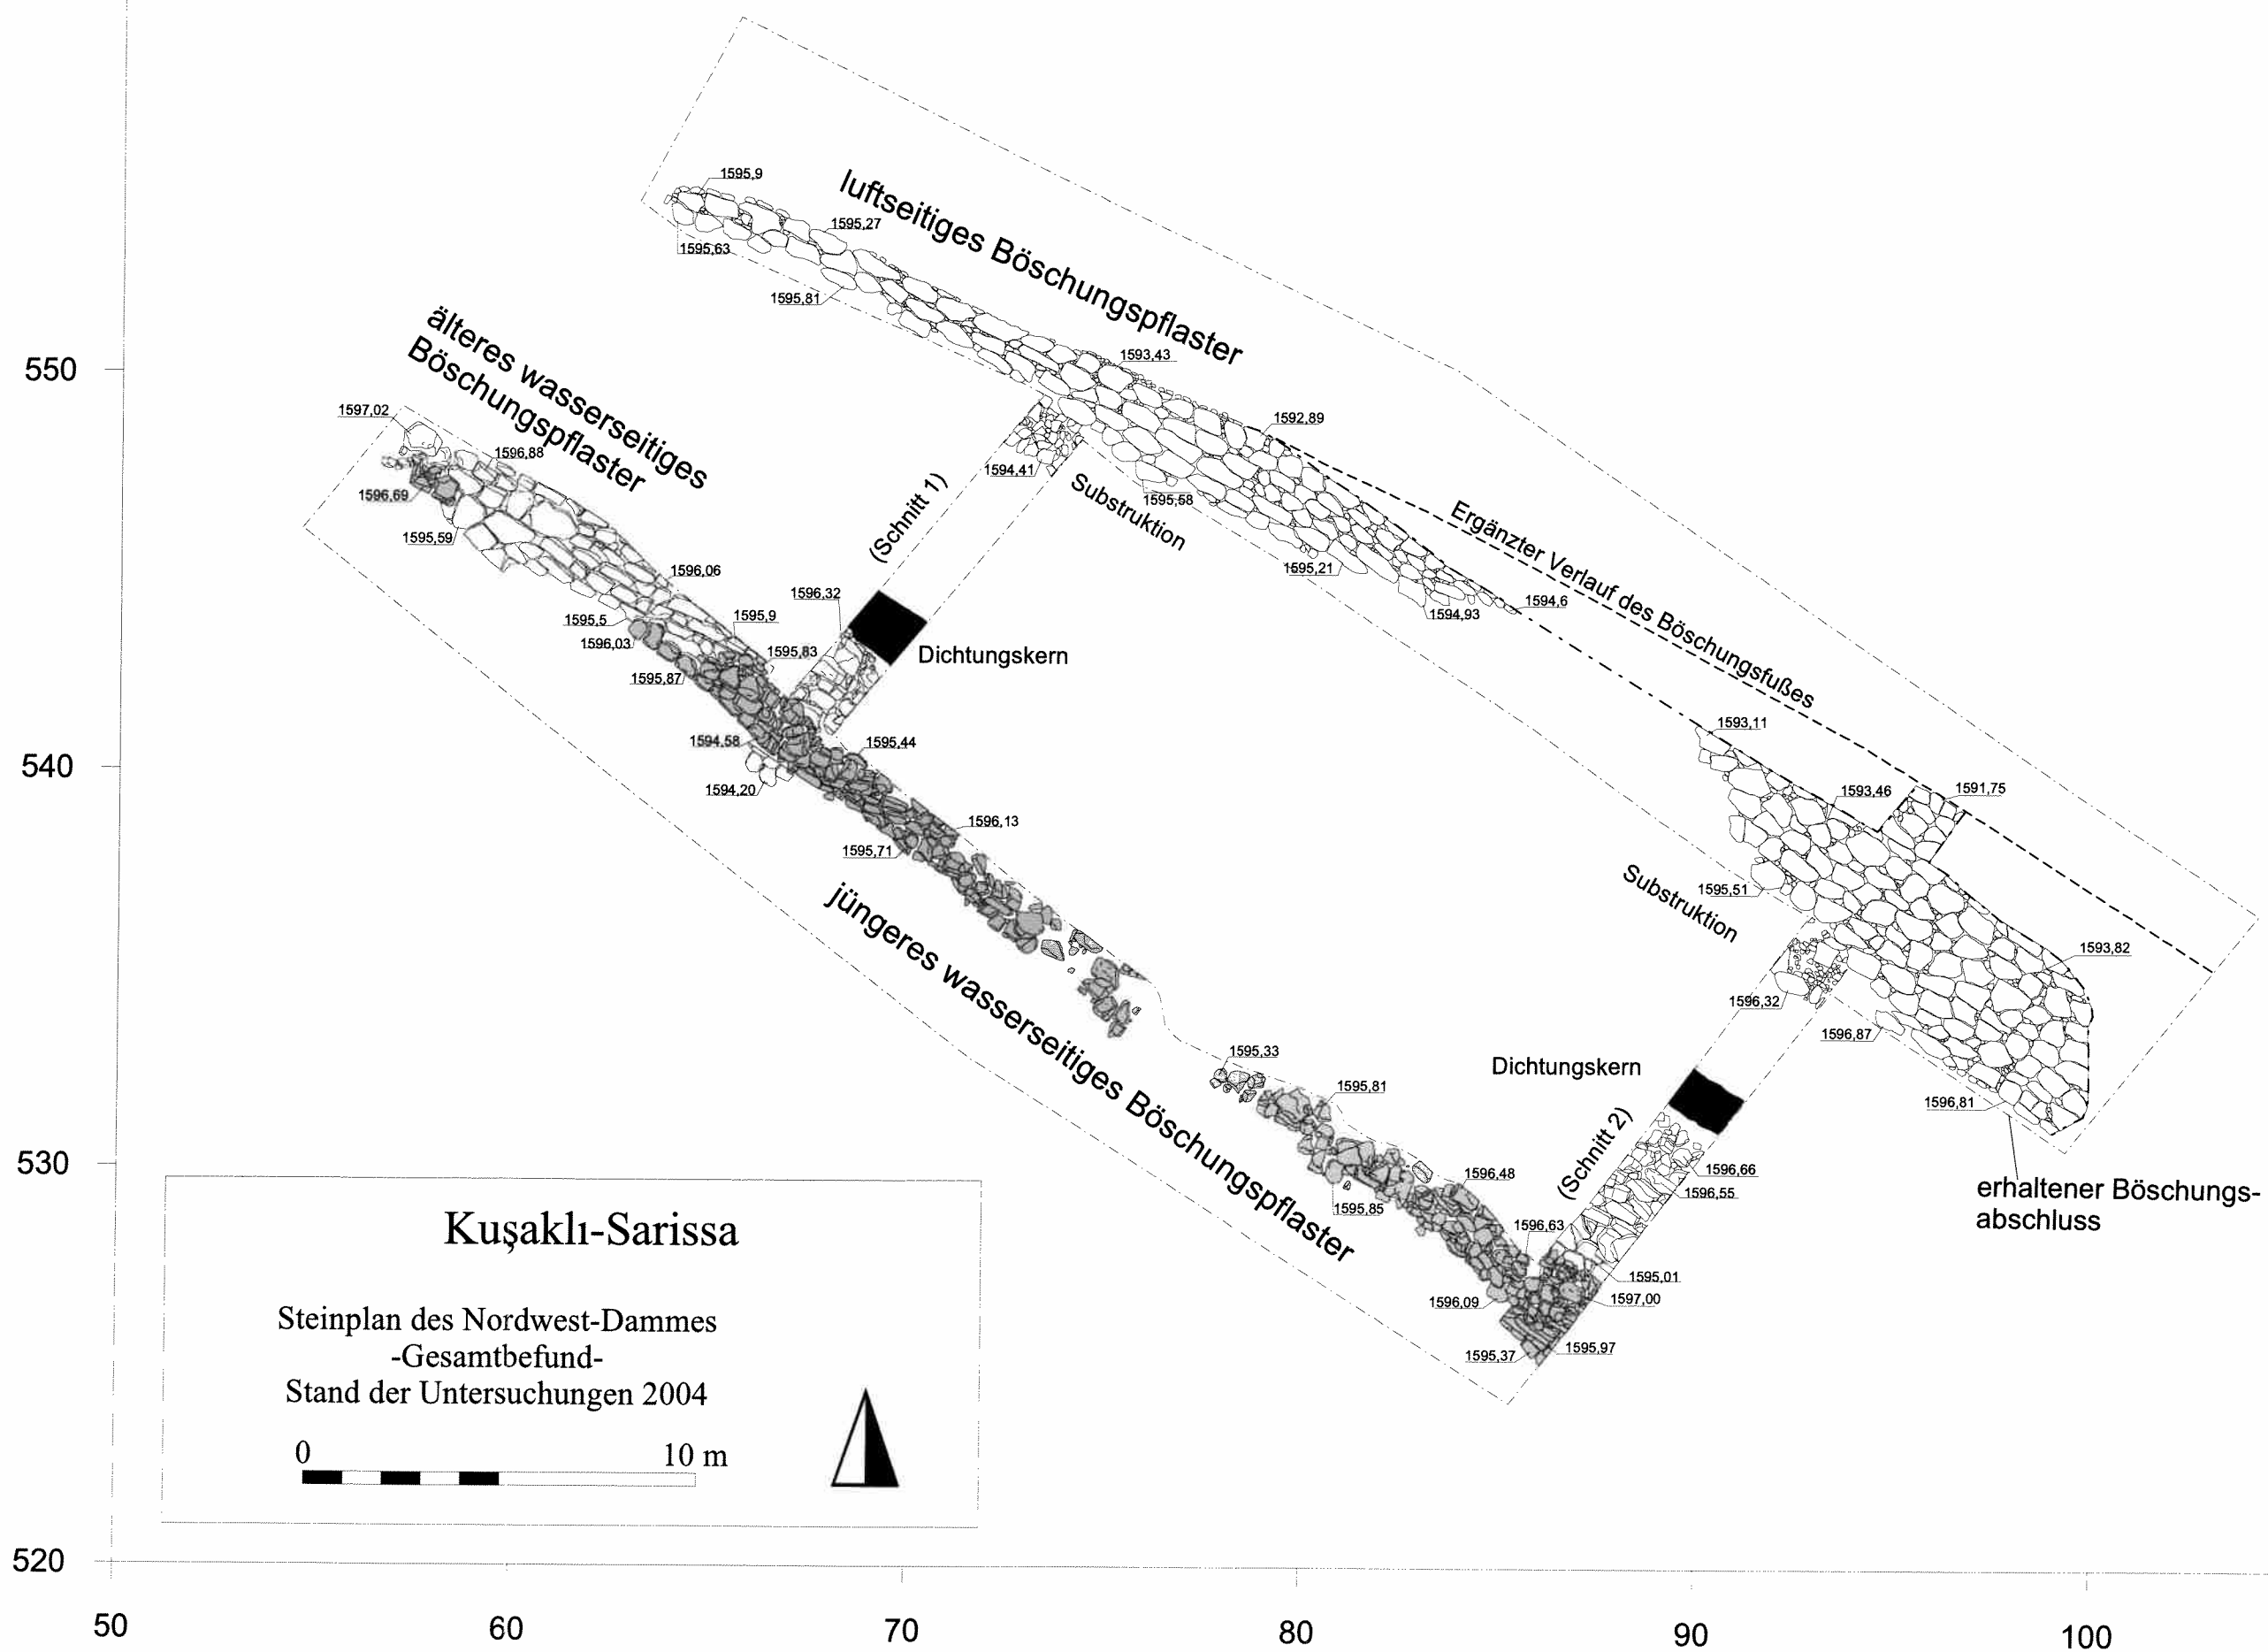 1595,9
luftseitiges Böschungspflaster
1595,27
1595,63
1595,81
älteres wasserseitiges
Böschungspflaster
1593,43
550
1597,02
1592,89
1596,88
1594,41
(Schnitt 1)
Substruktion
1596,69
1595,58
1595,59
Ergänzter Verlauf des Böschungsfußes
1596,06
1595,21
1596,32
1594,6
1595,5
1595,9
1594,93
1596,03
1595,83
Dichtungskern
1595,87
1593,11
1594,58
1595,44
540
1594,20
1593,46
1591,75
1596,13
1595,71
jüngeres wasserseitiges Böschungspflaster
Substruktion
1595,51
1593,82
1596,32
1596,87
1595,33
Dichtungskern
1595,81
1596,81
(Schnitt 2)
530
1596,48
1596,66
1596,55
erhaltener Böschungs-
abschluss
1595,85
1596,63
1595,01
1596,09
1597,00
1595,37
1595,97
Kuşaklı-Sarissa
Steinplan des Nordwest-Dammes
-Gesamtbefund-
Stand der Untersuchungen 2004
0 10 m
520
50 60 70 80 90 100